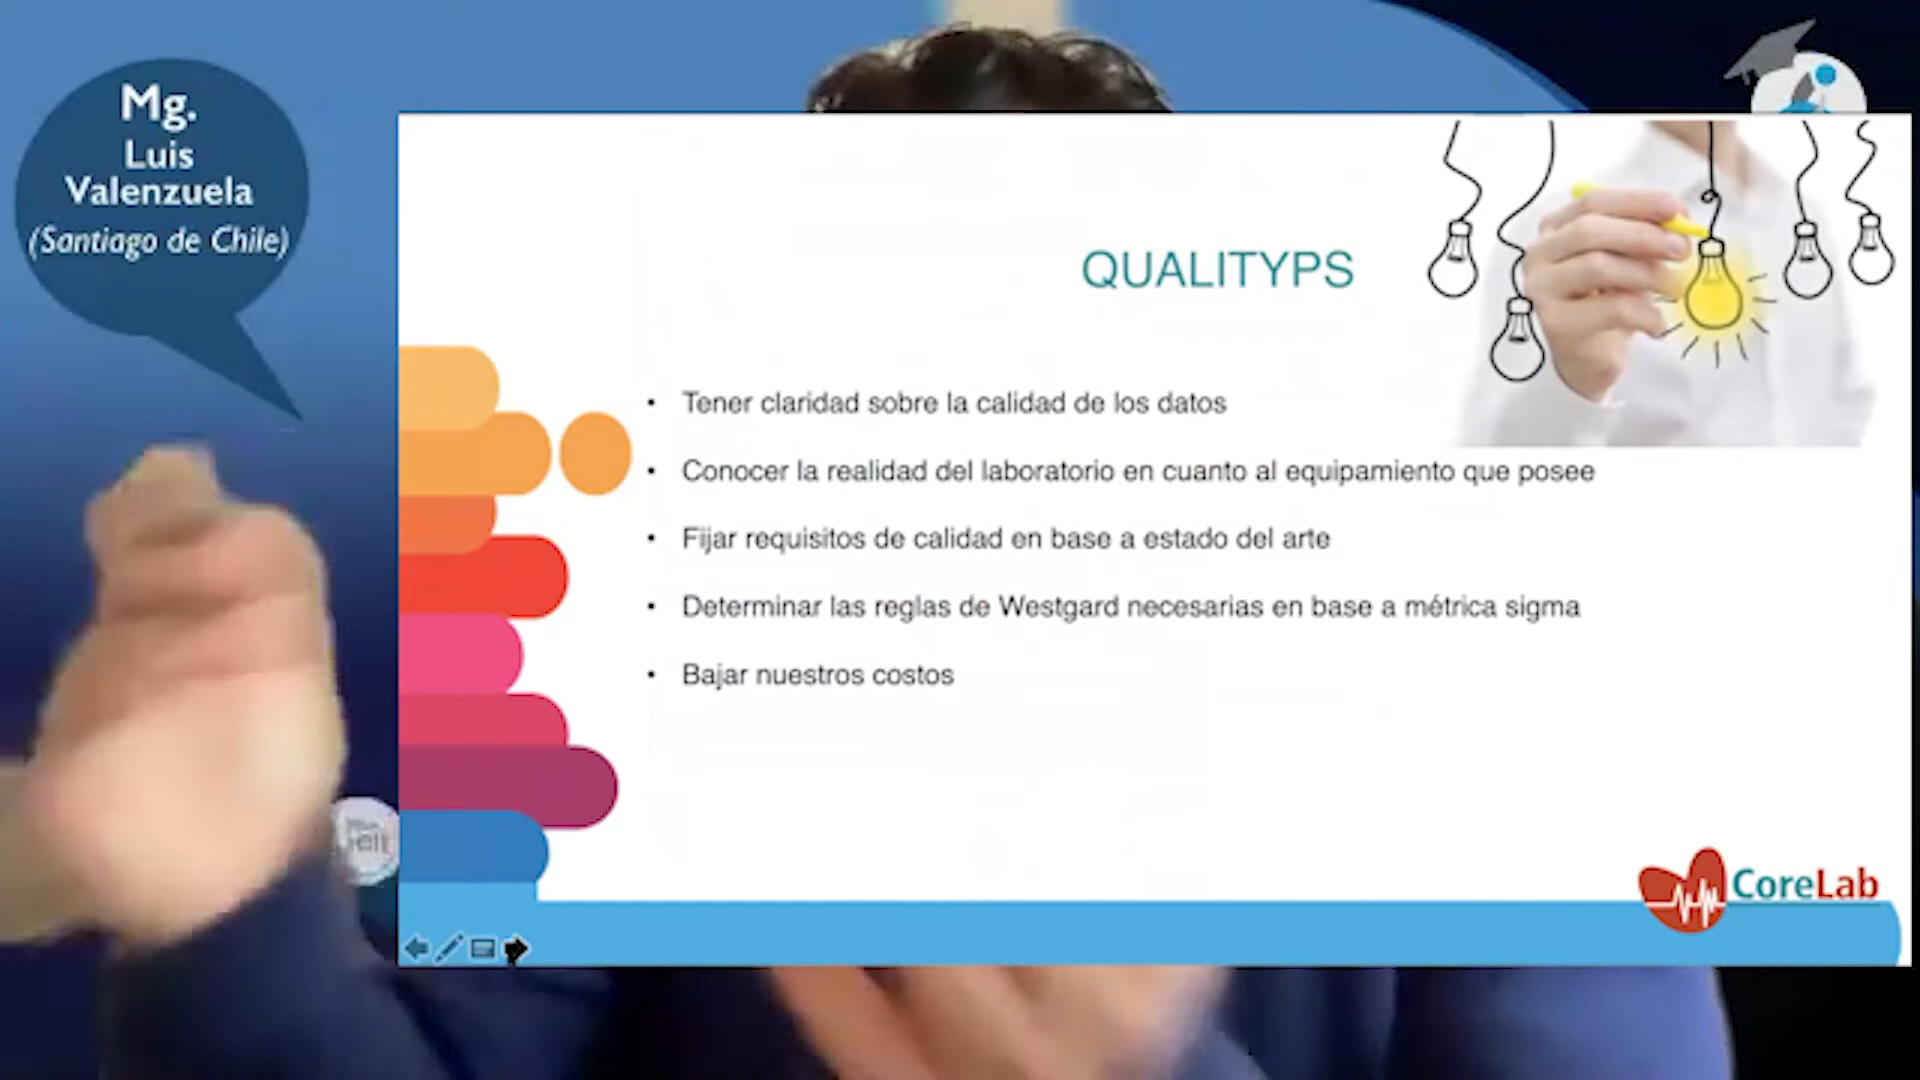 Mg.
Luis
Valenzuela
(Santiago de Chile)
QUALITYPS
• Tener claridad sobre la calidad de los datos
• Conocer la realidad del laboratorio en cuanto al equipamiento que posee
• Fijar requisitos de calidad en base a estado del arte
• Determinar las reglas de Westgard necesarias en base a métrica sigma
• Bajar nuestros costos
CoreLab